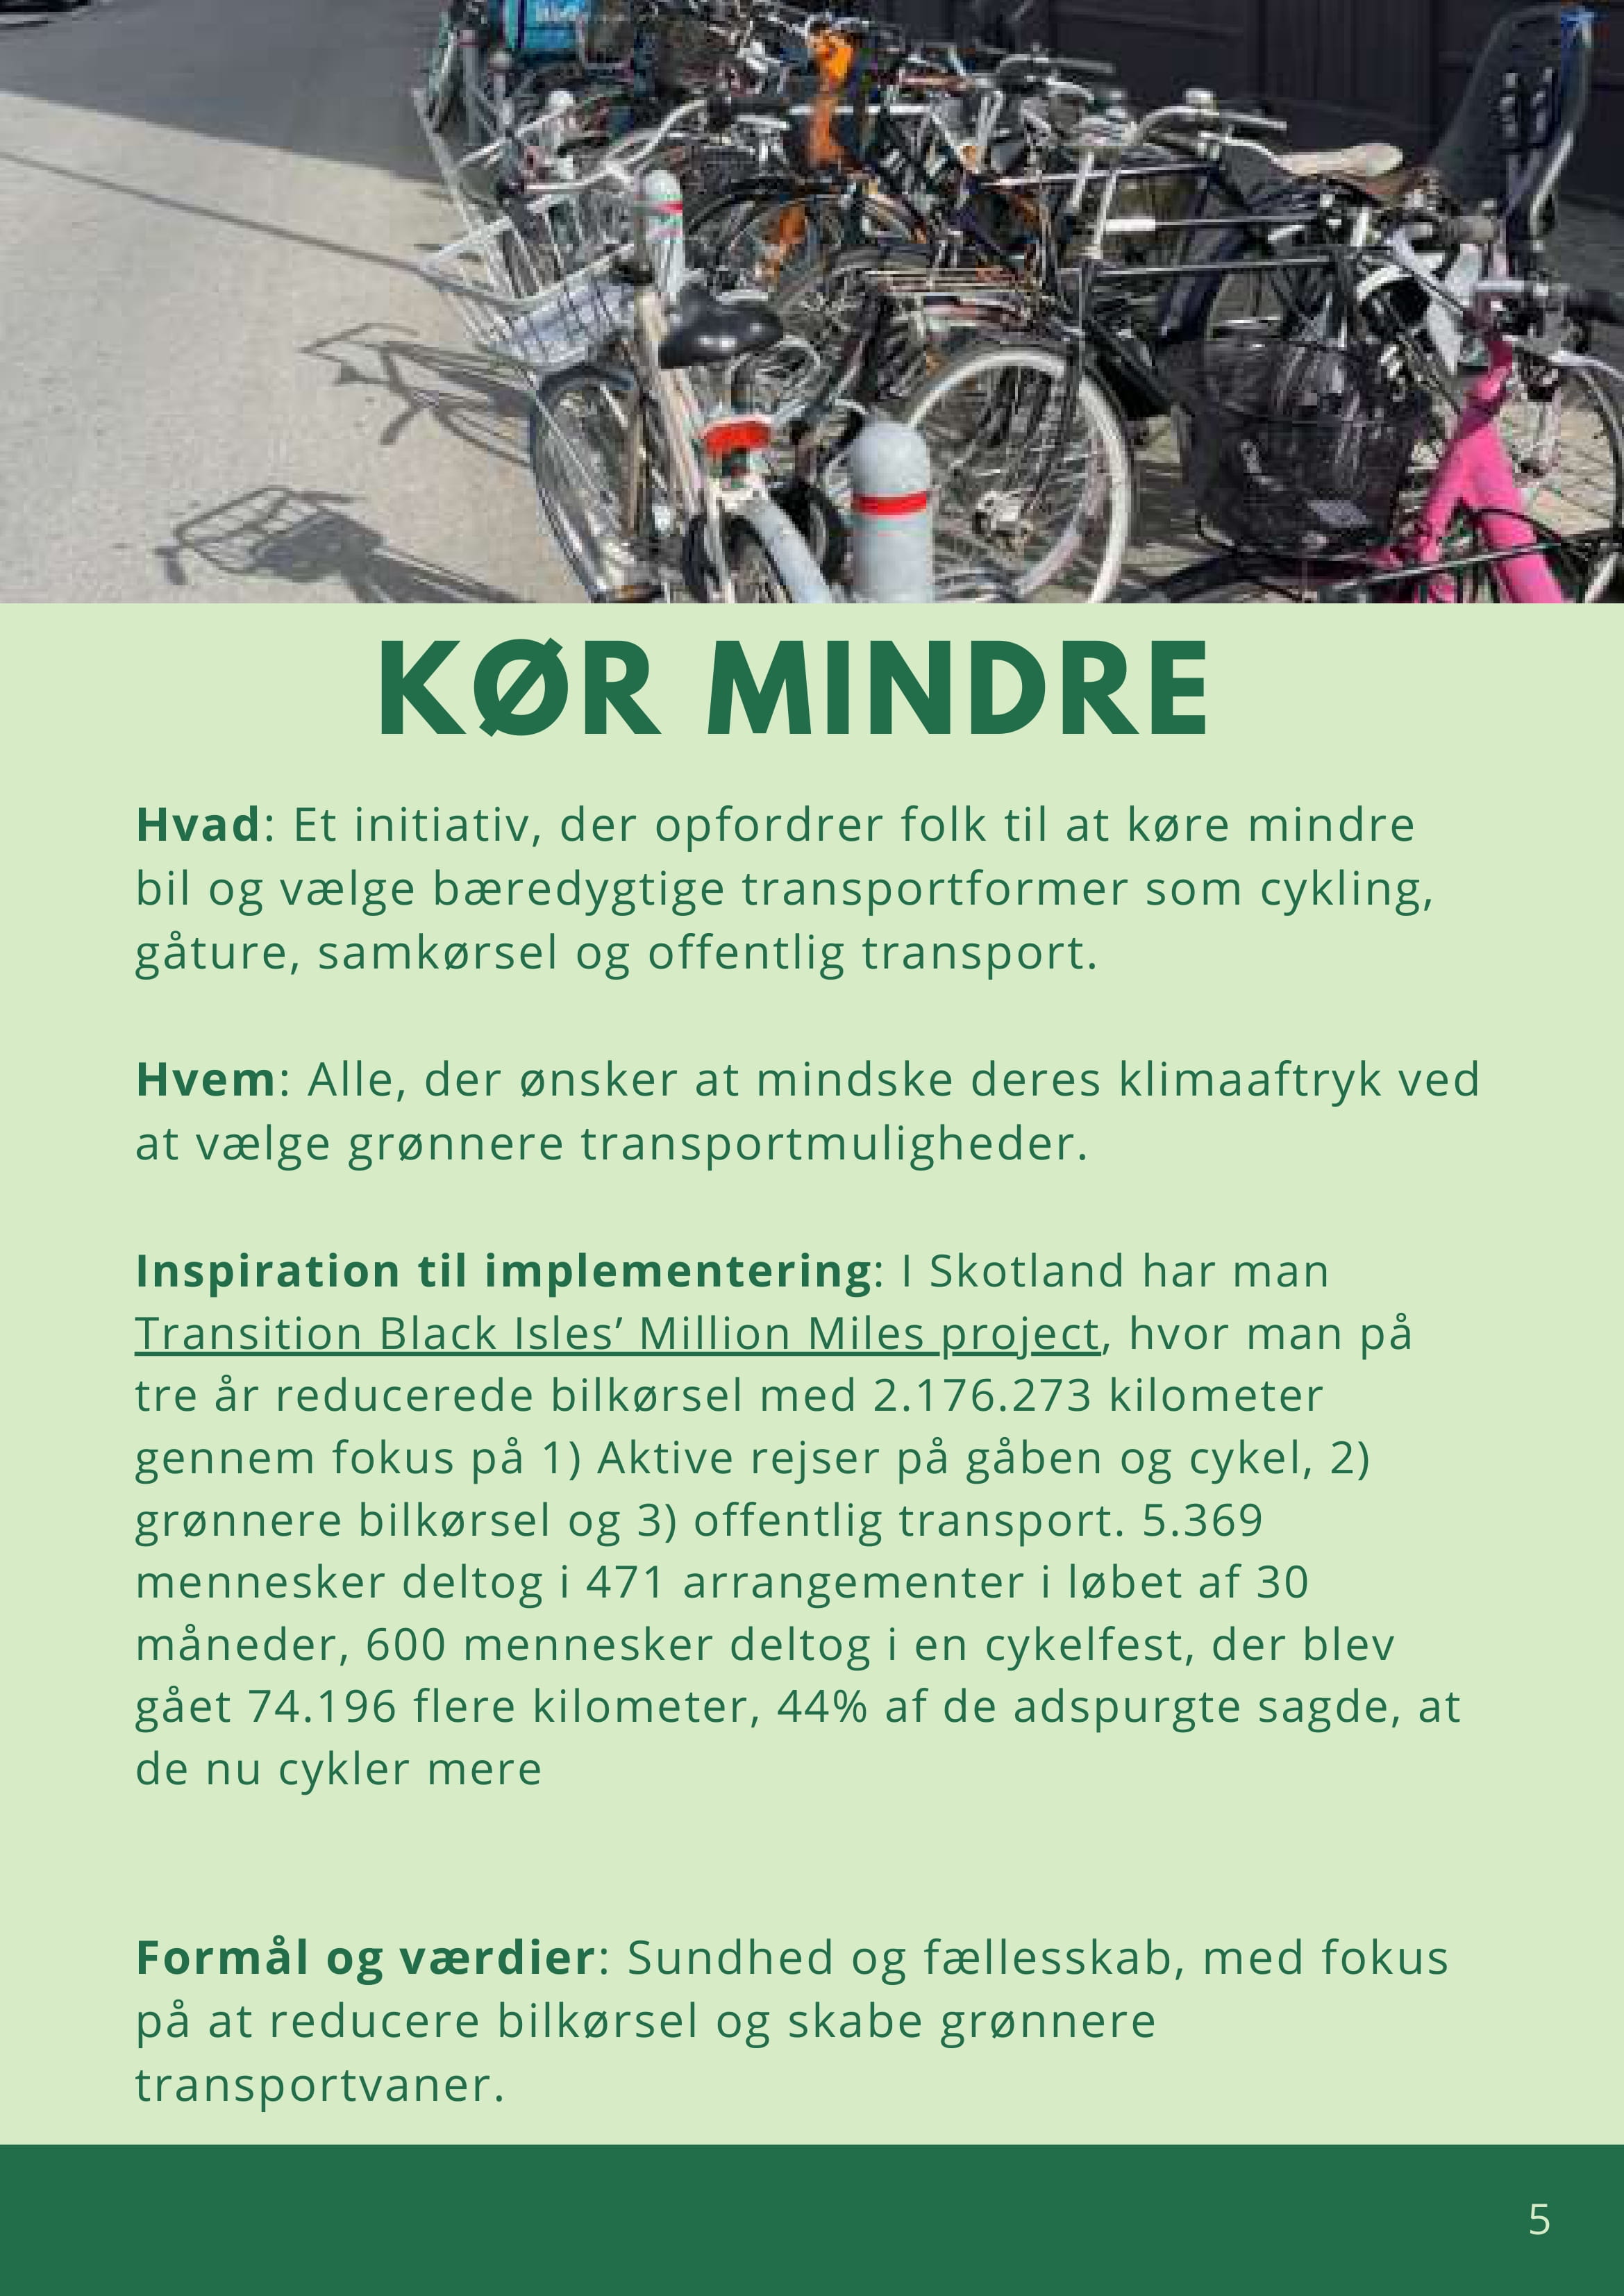 KØR MINDRE
Hvad: Et initiativ, der opfordrer folk til at køre mindre
bil og vælge bæredygtige transportformer som cykling,
gåture, samkørsel og offentlig transport.
Hvem: Alle, der ønsker at mindske deres klimaaftryk ved
at vælge grønnere transportmuligheder.
Inspiration til implementering: I Skotland har man
Transition Black Isles’ Million Miles project, hvor man på
tre år reducerede bilkørsel med 2.176.273 kilometer
gennem fokus på 1) Aktive rejser på gåben og cykel, 2)
grønnere bilkørsel og 3) offentlig transport. 5.369
mennesker deltog i 471 arrangementer i løbet af 30
måneder, 600 mennesker deltog i en cykelfest, der blev
gået 74.196 flere kilometer, 44% af de adspurgte sagde, at
de nu cykler mere
Formål og værdier: Sundhed og fællesskab, med fokus
på at reducere bilkørsel og skabe grønnere
transportvaner.
5